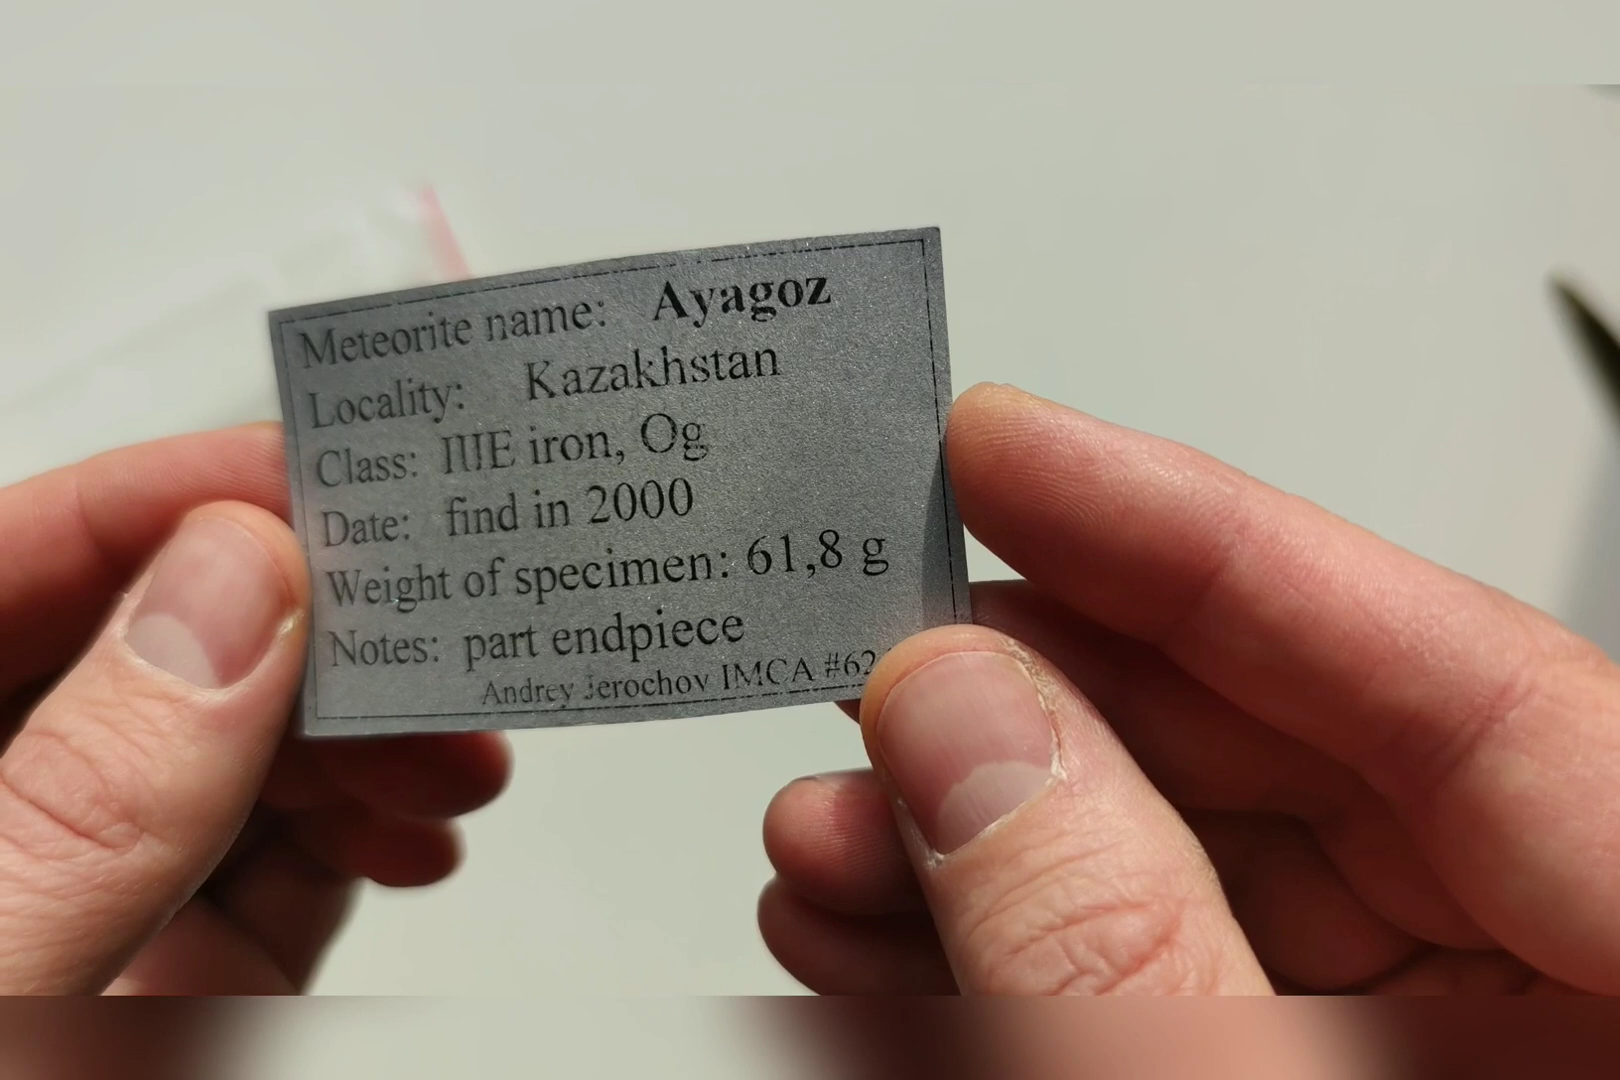 Meteorite name: Ayagoz
Locality: Kazakhstan
Class: IIIE iron, Og
Date: find in 2000
Weight of specimen: 61,8 g
Notes: part endpiece
Andrey Jerochov IMCA